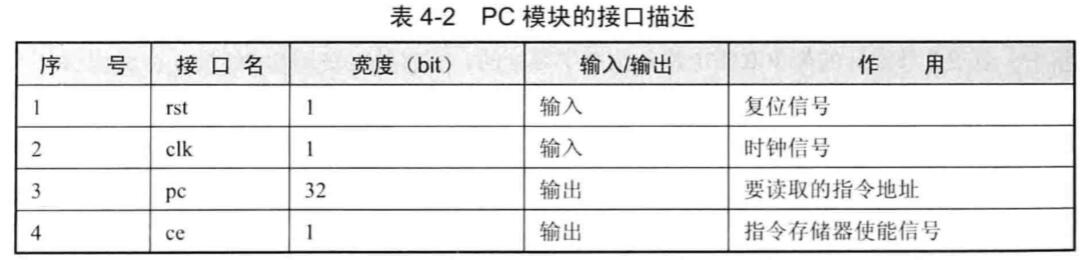 表 4-2 PC 模块的接口描述
序 号 接 口 名 宽度（bit） 输入/输出 作 用
1 rst 1 输入 复位信号
2 clk 1 输入 时钟信号
3 pc 32 输出 要读取的指令地址
4 ce 1 输出 指令存储器使能信号